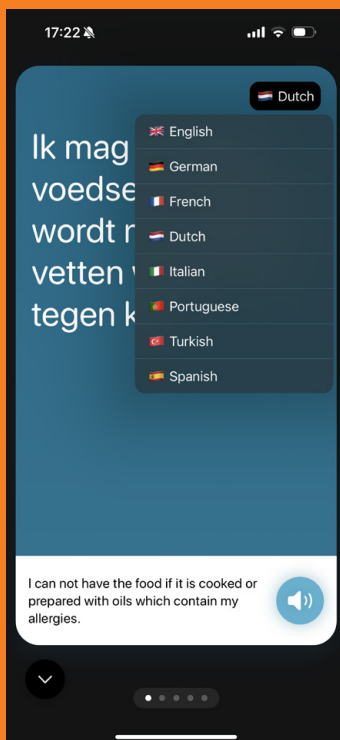 17:22
Dutch
English
German
French
Dutch
Italian
Portuguese
Turkish
Spanish
Ik mag
wordt
vetten
tegen
I can not have the food if it is cooked or
prepared with oils which contain my
allergies.